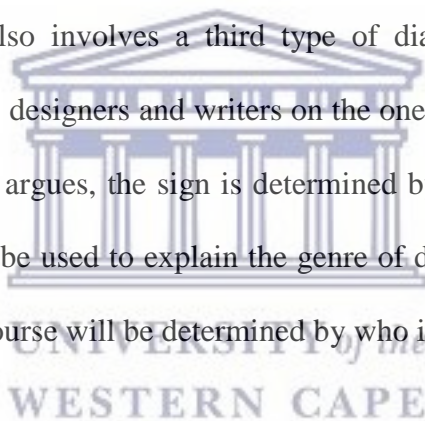 also involves a third type of dia
designers and writers on the one
argues, the sign is determined b
be used to explain the genre of d
ourse will be determined by who i
UNIVERSITY of the
WESTERN CAPE